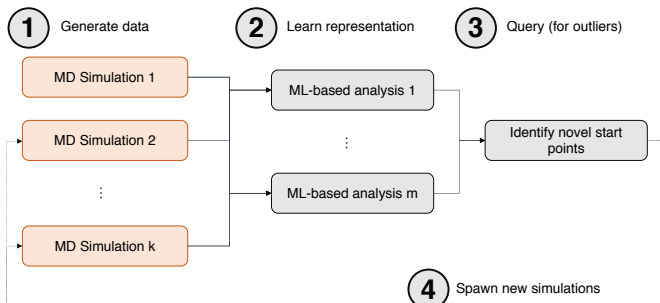 1 Generate data
2 Learn representation
3 Query (for outliers)
MD Simulation 1
MD Simulation 2
⋮
MD Simulation k
ML-based analysis 1
⋮
ML-based analysis m
Identify novel start
points
4 Spawn new simulations